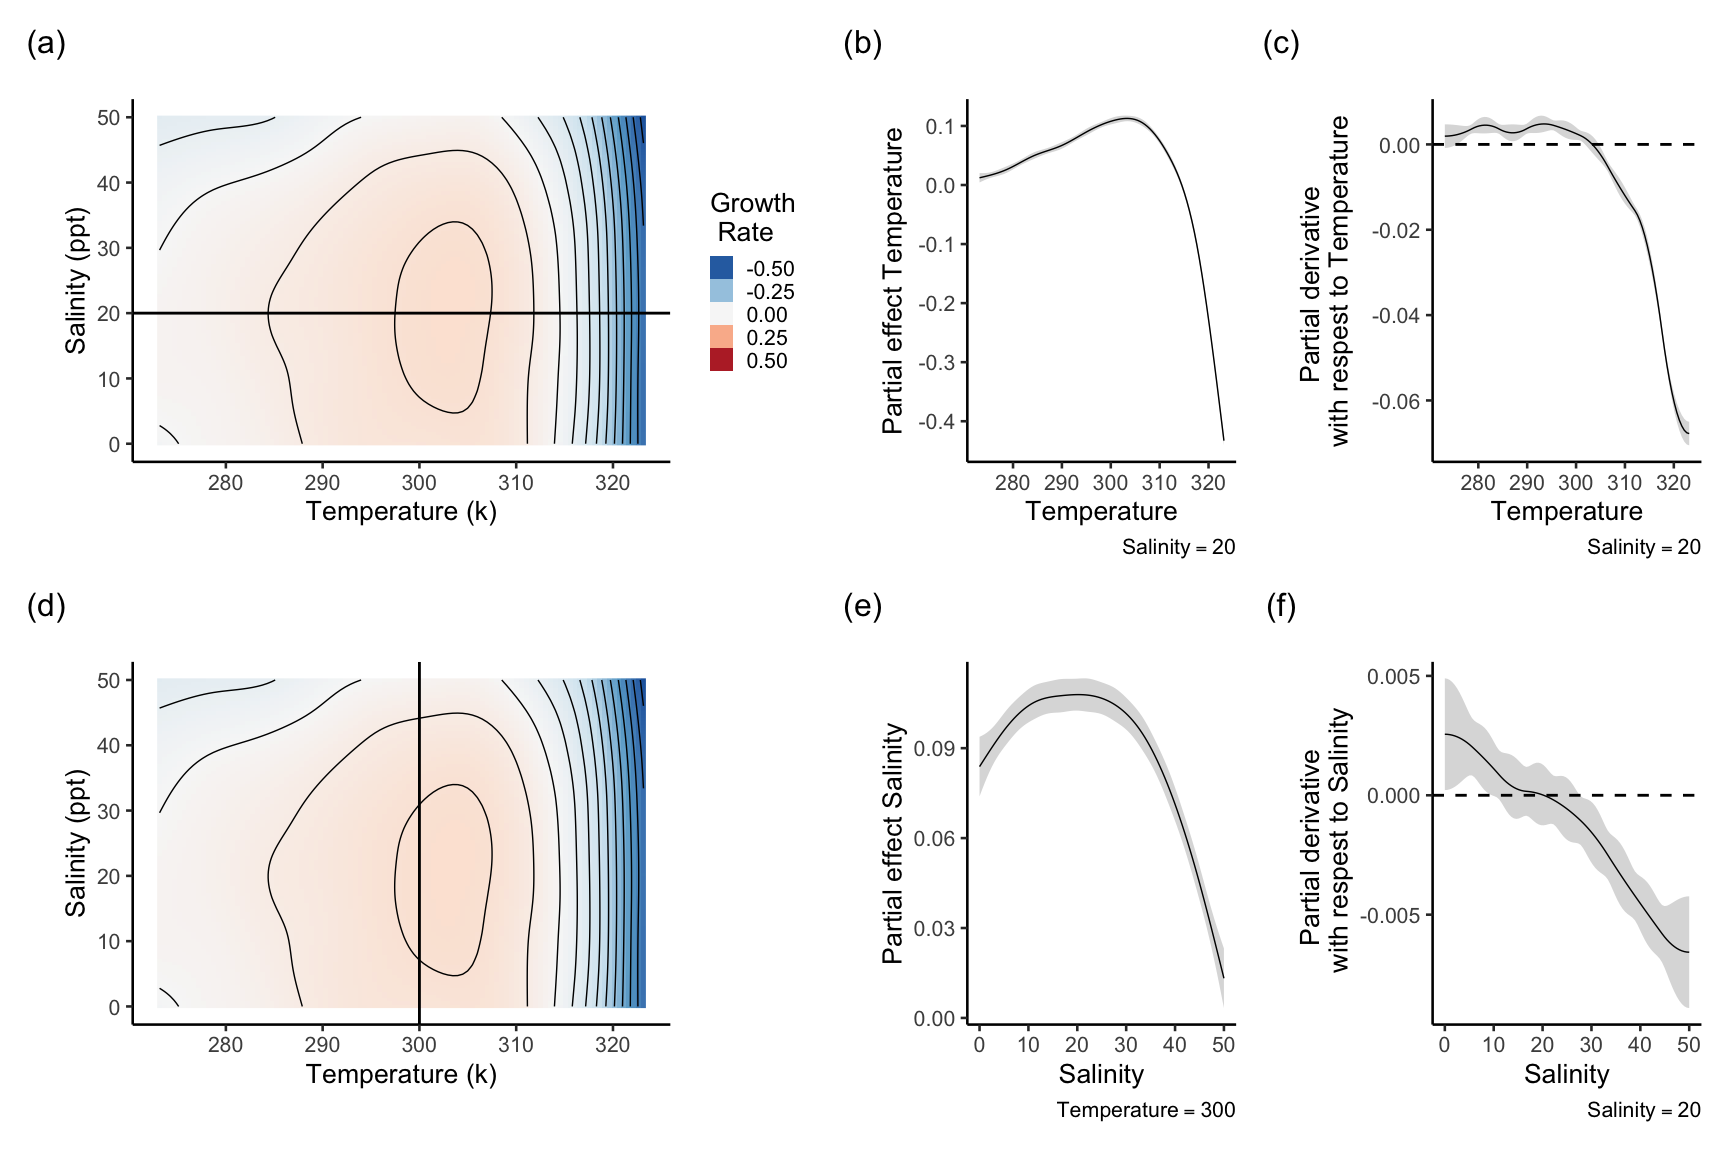 (a)
50
40
30
20
10
0
Salinity (ppt)
280 290 300 310 320
Temperature (k)
Growth
Rate
-0.50
-0.25
0.00
0.25
0.50
(b)
0.1
0.0
-0.1
-0.2
-0.3
-0.4
Partial effect Temperature
280 290 300 310 320
Temperature
Salinity = 20
(c)
0.00
-0.02
-0.04
-0.06
Partial derivative
with respest to Temperature
280 290 300 310 320
Temperature
Salinity = 20
(d)
50
40
30
20
10
0
Salinity (ppt)
280 290 300 310 320
Temperature (k)
(e)
0.09
0.06
0.03
0.00
Partial effect Salinity
0 10 20 30 40 50
Salinity
Temperature = 300
(f)
0.005
0.000
-0.005
Partial derivative
with respest to Salinity
0 10 20 30 40 50
Salinity
Salinity = 20